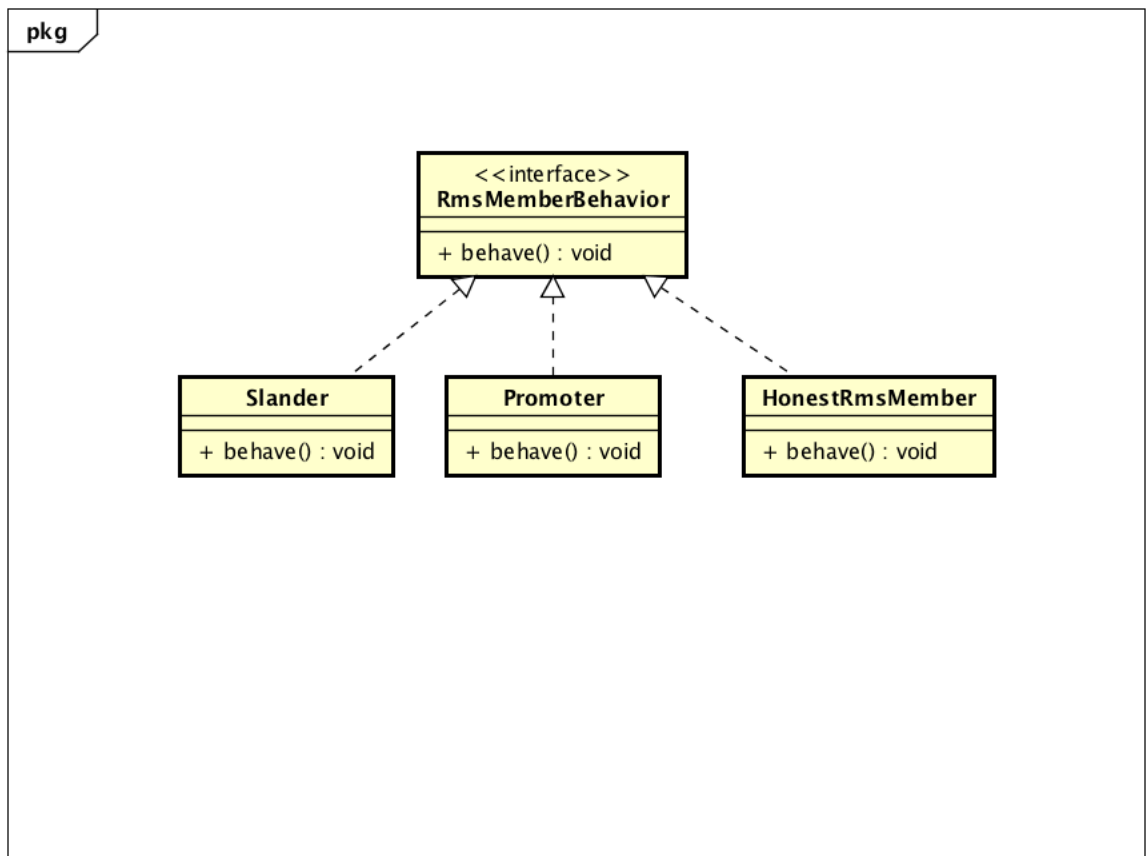 pkg
<<interface>>
RmsMemberBehavior
+ behave() : void
Slander
+ behave() : void
Promoter
+ behave() : void
HonestRmsMember
+ behave() : void